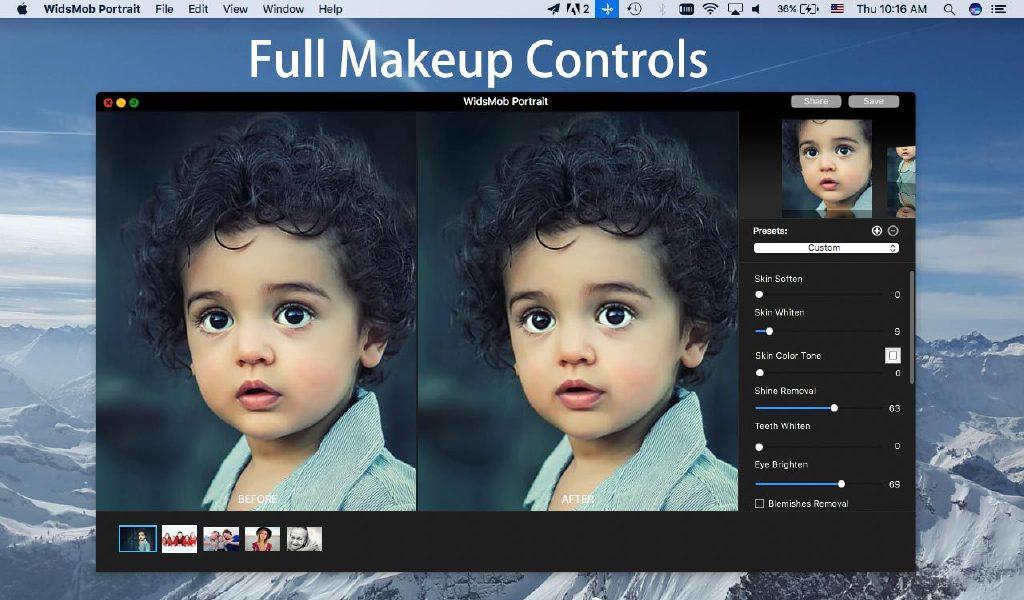 WidsMob Portrait File Edit View Window Help 2 36% Thu 10:16 AM
Full Makeup Controls
WidsMob Portrait Share Save
Presets:
Custom
Skin Soften
0
Skin Whiten
9
Skin Color Tone
0
Shine Removal
63
Teeth Whiten
0
Eye Brighten
69
BEFORE AFTER
Blemishes Removal